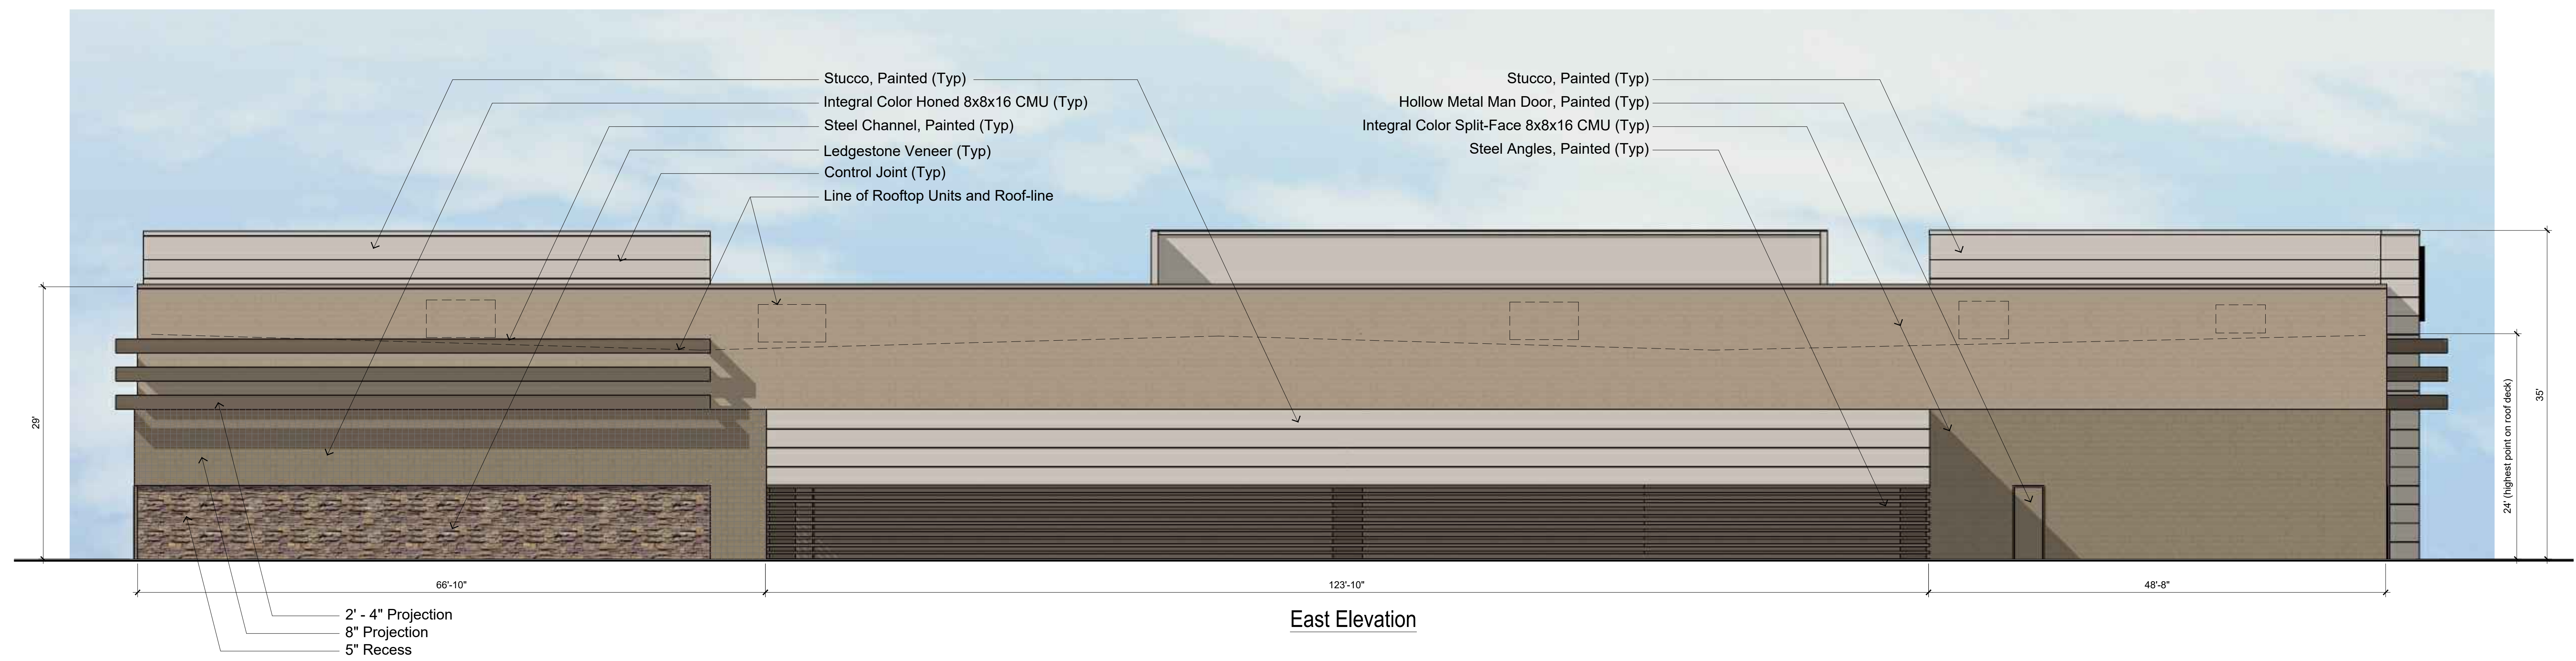 Stucco, Painted (Typ)
Integral Color Honed 8x8x16 CMU (Typ)
Steel Channel, Painted (Typ)
Ledgestone Veneer (Typ)
Control Joint (Typ)
Line of Rooftop Units and Roof-line
Stucco, Painted (Typ)
Hollow Metal Man Door, Painted (Typ)
Integral Color Split-Face 8x8x16 CMU (Typ)
Steel Angles, Painted (Typ)
29'
24' (highest point on roof deck)
35'
66'-10"
123'-10"
48'-8"
2' - 4" Projection
8" Projection
5" Recess
East Elevation